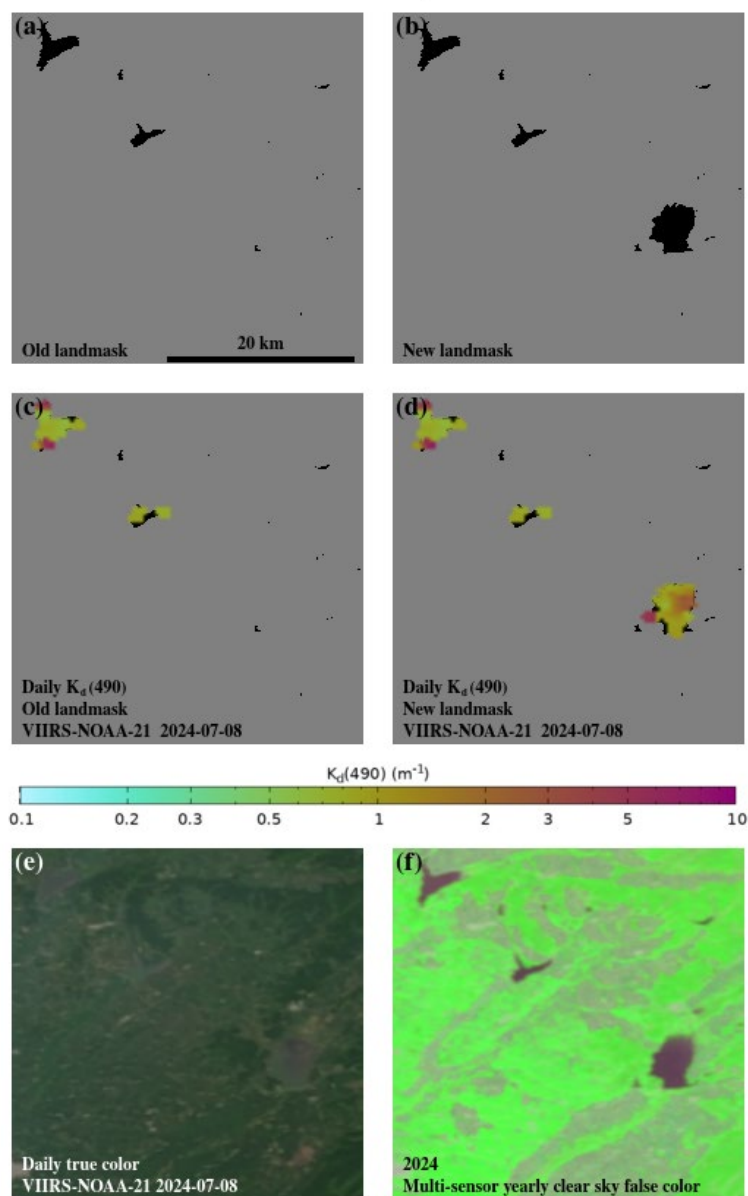 (a)
(b)
Old landmask
20 km
New landmask
(c)
(d)
Daily Kd(490)
Old landmask
VIIRS-NOAA-21 2024-07-08
Daily Kd(490)
New landmask
VIIRS-NOAA-21 2024-07-08
Kd(490) (m⁻¹)
0.1 0.2 0.3 0.5 1 2 3 5 10
(e)
(f)
Daily true color
VIIRS-NOAA-21 2024-07-08
2024
Multi-sensor yearly clear sky false color